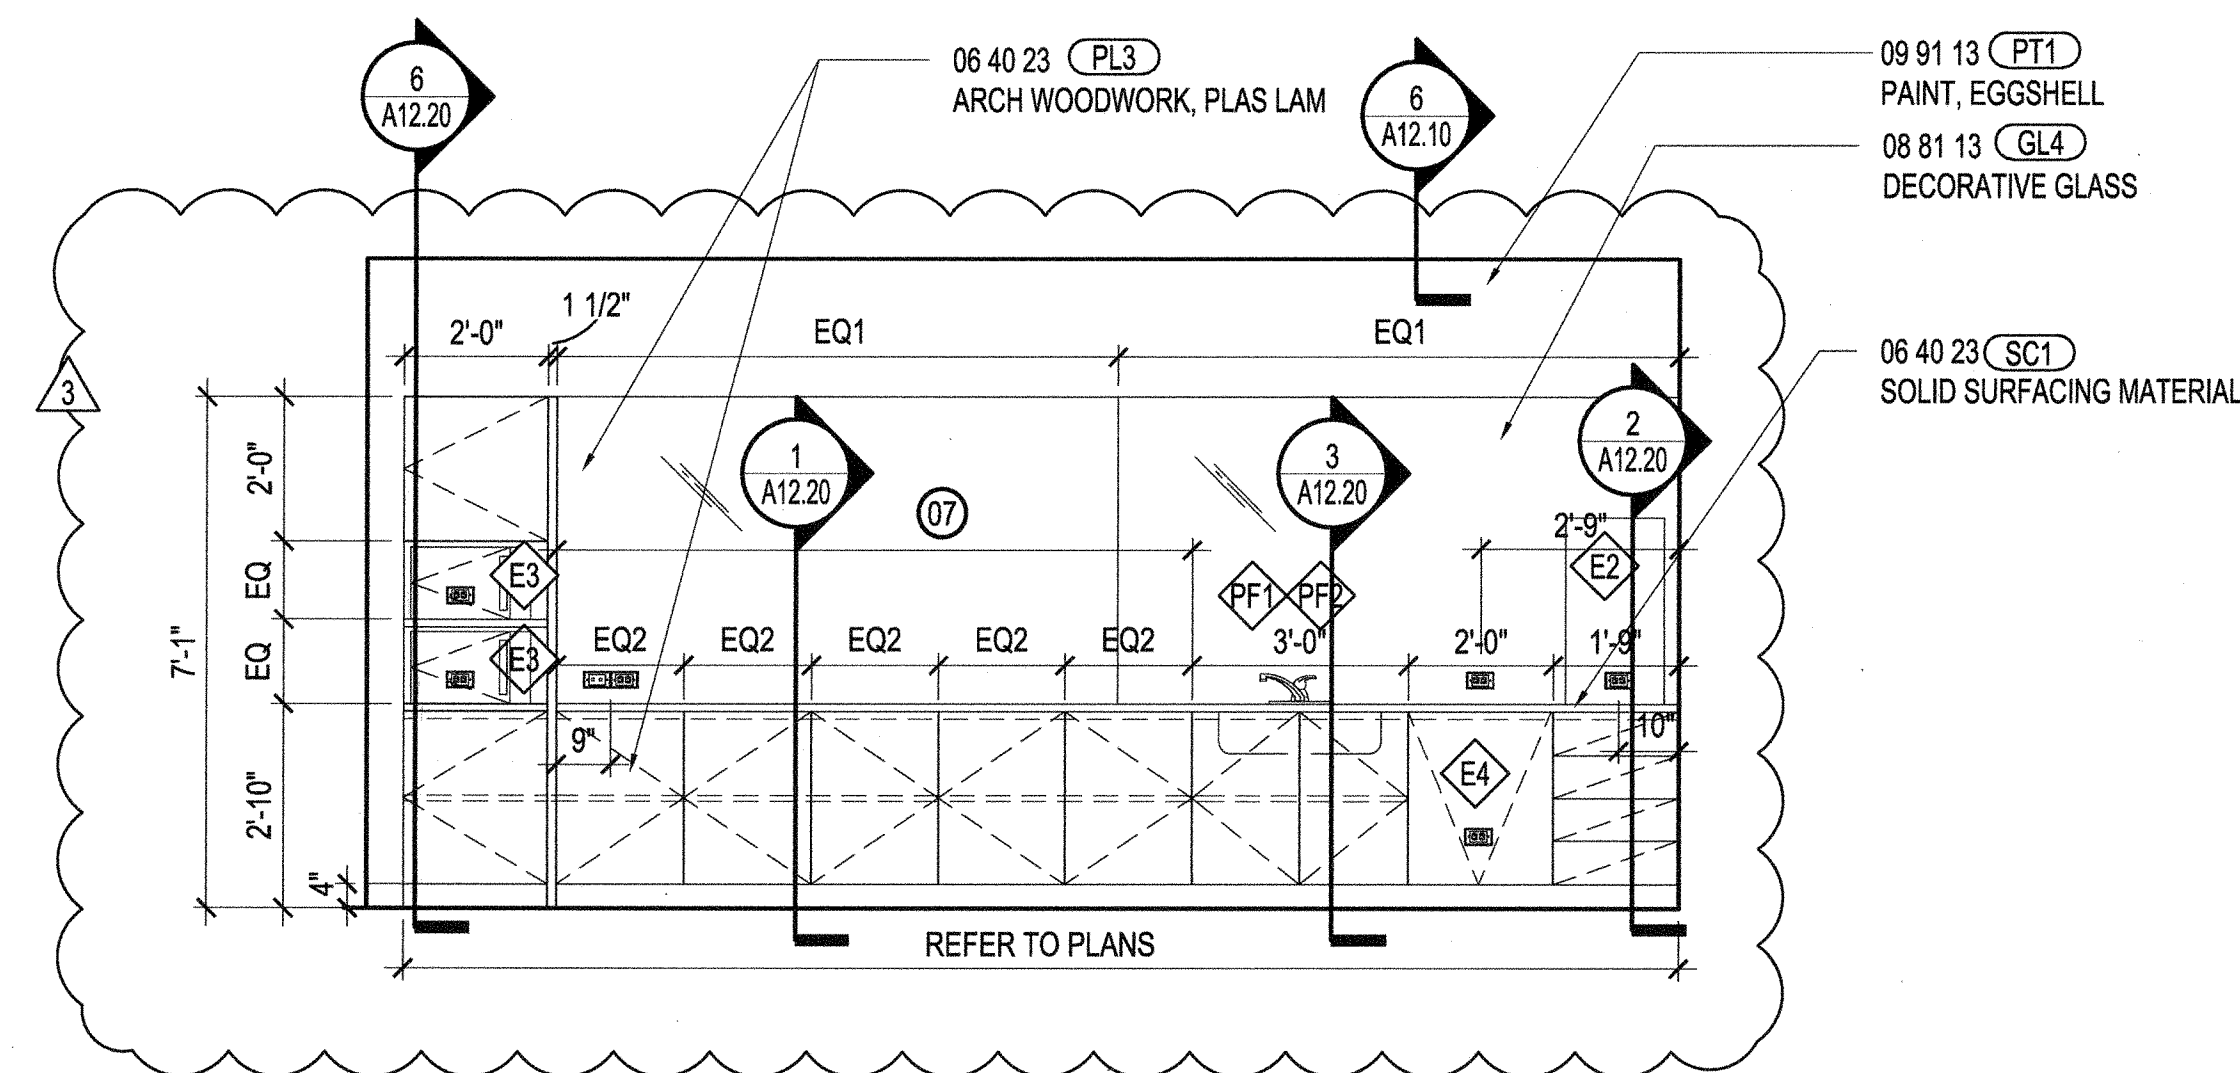 6
A12.20
06 40 23 PL3
ARCH WOODWORK, PLAS LAM
6
A12.10
09 91 13 PT1
PAINT, EGGSHELL
08 81 13 GL4
DECORATIVE GLASS
06 40 23 SC1
SOLID SURFACING MATERIAL
3
2'-0"
1 1/2"
EQ1
EQ1
7'-1"
2'-0"
EQ
EQ
2'-10"
4"
1
A12.20
07
3
A12.20
2
A12.20
2'-9"
E3
E3
E2
PF1
PF2
EQ2
EQ2
EQ2
EQ2
EQ2
3'-0"
2'-0"
1'-9"
9"
10"
E4
REFER TO PLANS